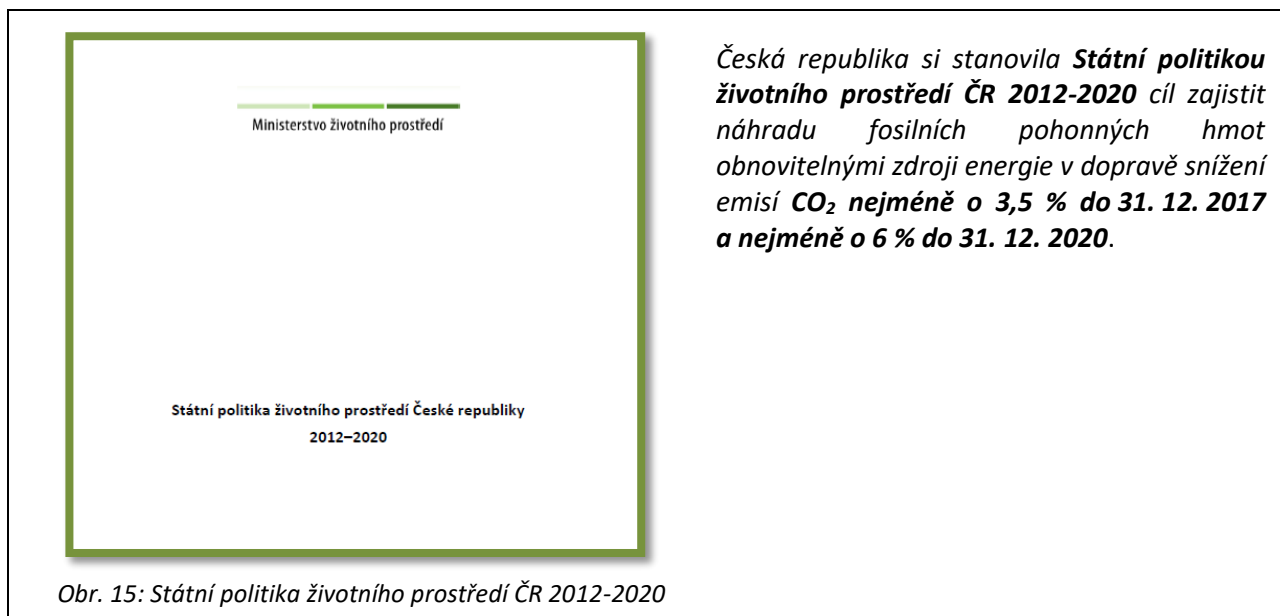 Ministerstvo životního prostředí
Státní politika životního prostředí České republiky
2012–2020
Obr. 15: Státní politika životního prostředí ČR 2012-2020
Česká republika si stanovila Státní politikou
životního prostředí ČR 2012-2020 cíl zajistit
náhradu fosilních pohonných hmot
obnovitelnými zdroji energie v dopravě snížení
emisí CO₂ nejméně o 3,5 % do 31. 12. 2017
a nejméně o 6 % do 31. 12. 2020.